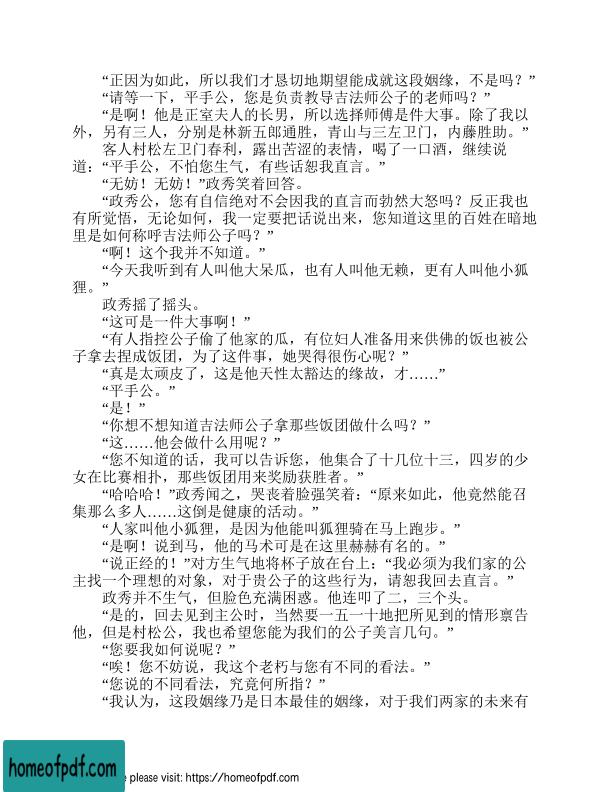 “正因为如此，所以我们才恳切地期望能成就这段姻缘，不是吗？”
“请等一下，平手公，您是负责教导吉法师公子的老师吗？”
“是啊！他是正室夫人的长男，所以选择师傅是件大事。除了我以
外，另有三人，分别是林新五郎通胜，青山与三左卫门，内藤胜助。”
客人村松左卫门春利，露出苦涩的表情，喝了一口酒，继续说
道：“平手公，不怕您生气，有些话恕我直言。”
“无妨！无妨！”政秀笑着回答。
“政秀公，您有自信绝对不会因我的直言而勃然大怒吗？反正我也
有所觉悟，无论如何，我一定要把话说出来，您知道这里的百姓在暗地
里是如何称呼吉法师公子吗？”
“啊！这个我并不知道。”
“今天我听到有人叫他大呆瓜，也有人叫他无赖，更有人叫他小狐
狸。”
政秀摇了摇头。
“这可是一件大事啊！”
“有人指控公子偷了他家的瓜，有位妇人准备用来供佛的饭也被公
子拿去捏成饭团，为了这件事，她哭得很伤心呢？”
“真是太顽皮了，这是他天性太豁达的缘故，才……”
“平手公。”
“是！”
“你想不想知道吉法师公子拿那些饭团做什么吗？”
“这……他会做什么用呢？”
“您不知道的话，我可以告诉您，他集合了十几位十三，四岁的少
女在比赛相扑，那些饭团用来奖励获胜者。”
“哈哈哈！”政秀闻之，哭丧着脸强笑着：“原来如此，他竟然能召
集那么多人……这倒是健康的活动。”
“人家叫他小狐狸，是因为他能叫狐狸骑在马上跑步。”
“是啊！说到马，他的马术可是在这里赫赫有名的。”
“说正经的！”对方生气地将杯子放在台上：“我必须为我们家的公
主找一个理想的对象，对于贵公子的这些行为，请恕我回去直言。”
政秀并不生气，但脸色充满困惑。他连叩了二，三个头。
“是的，回去见到主公时，当然要一五一十地把所见到的情形禀告
他，但是村松公，我也希望您能为我们的公子美言几句。”
“您要我如何说呢？”
“唉！您不妨说，我这个老朽与您有不同的看法。”
“您说的不同看法，究竟何所指？”
“我认为，这段姻缘乃是日本最佳的姻缘，对于我们两家的未来有
homeofpdf.com
please visit: https://homeofpdf.com